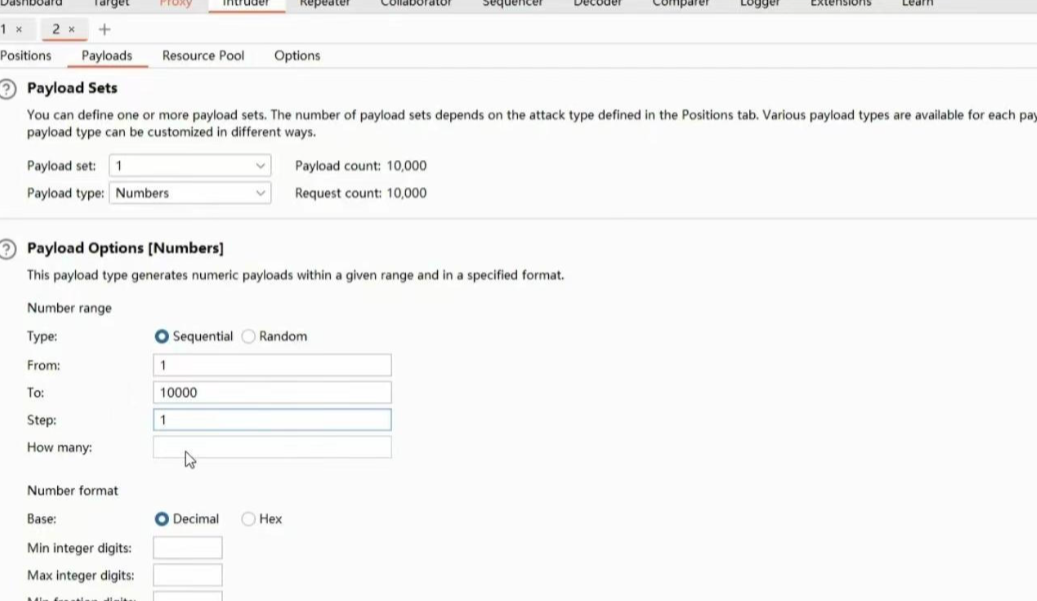 Dashboard Target Proxy Intruder Repeater Collaborator Sequencer Decoder Comparer Logger Extensions Learn
1 × 2 × +
Positions Payloads Resource Pool Options
? Payload Sets
You can define one or more payload sets. The number of payload sets depends on the attack type defined in the Positions tab. Various payload types are available for each pay
payload type can be customized in different ways.
Payload set: 1 Payload count: 10,000
Payload type: Numbers Request count: 10,000
? Payload Options [Numbers]
This payload type generates numeric payloads within a given range and in a specified format.
Number range
Type: Sequential Random
From: 1
To: 10000
Step: 1
How many:
Number format
Base: Decimal Hex
Min integer digits:
Max integer digits:
Min fraction digits: